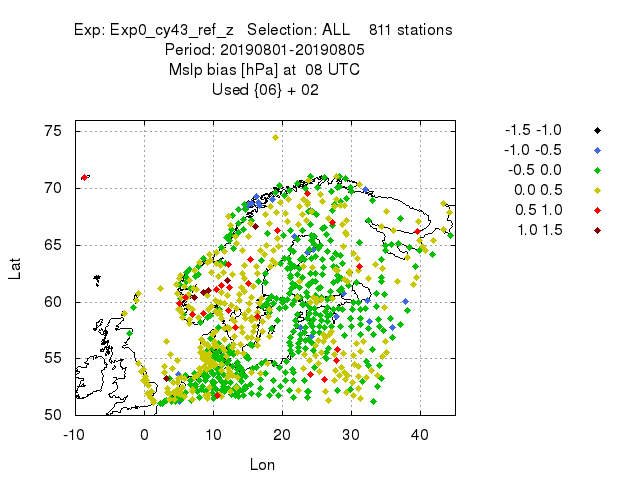 Exp: Exp0_cy43_ref_z Selection: ALL 811 stations
Period: 20190801-20190805
Mslp bias [hPa] at 08 UTC
Used {06} + 02
75
70
65
60
55
50
-10 0 10 20 30 40
Lat
Lon
-1.5 -1.0
-1.0 -0.5
-0.5 0.0
0.0 0.5
0.5 1.0
1.0 1.5